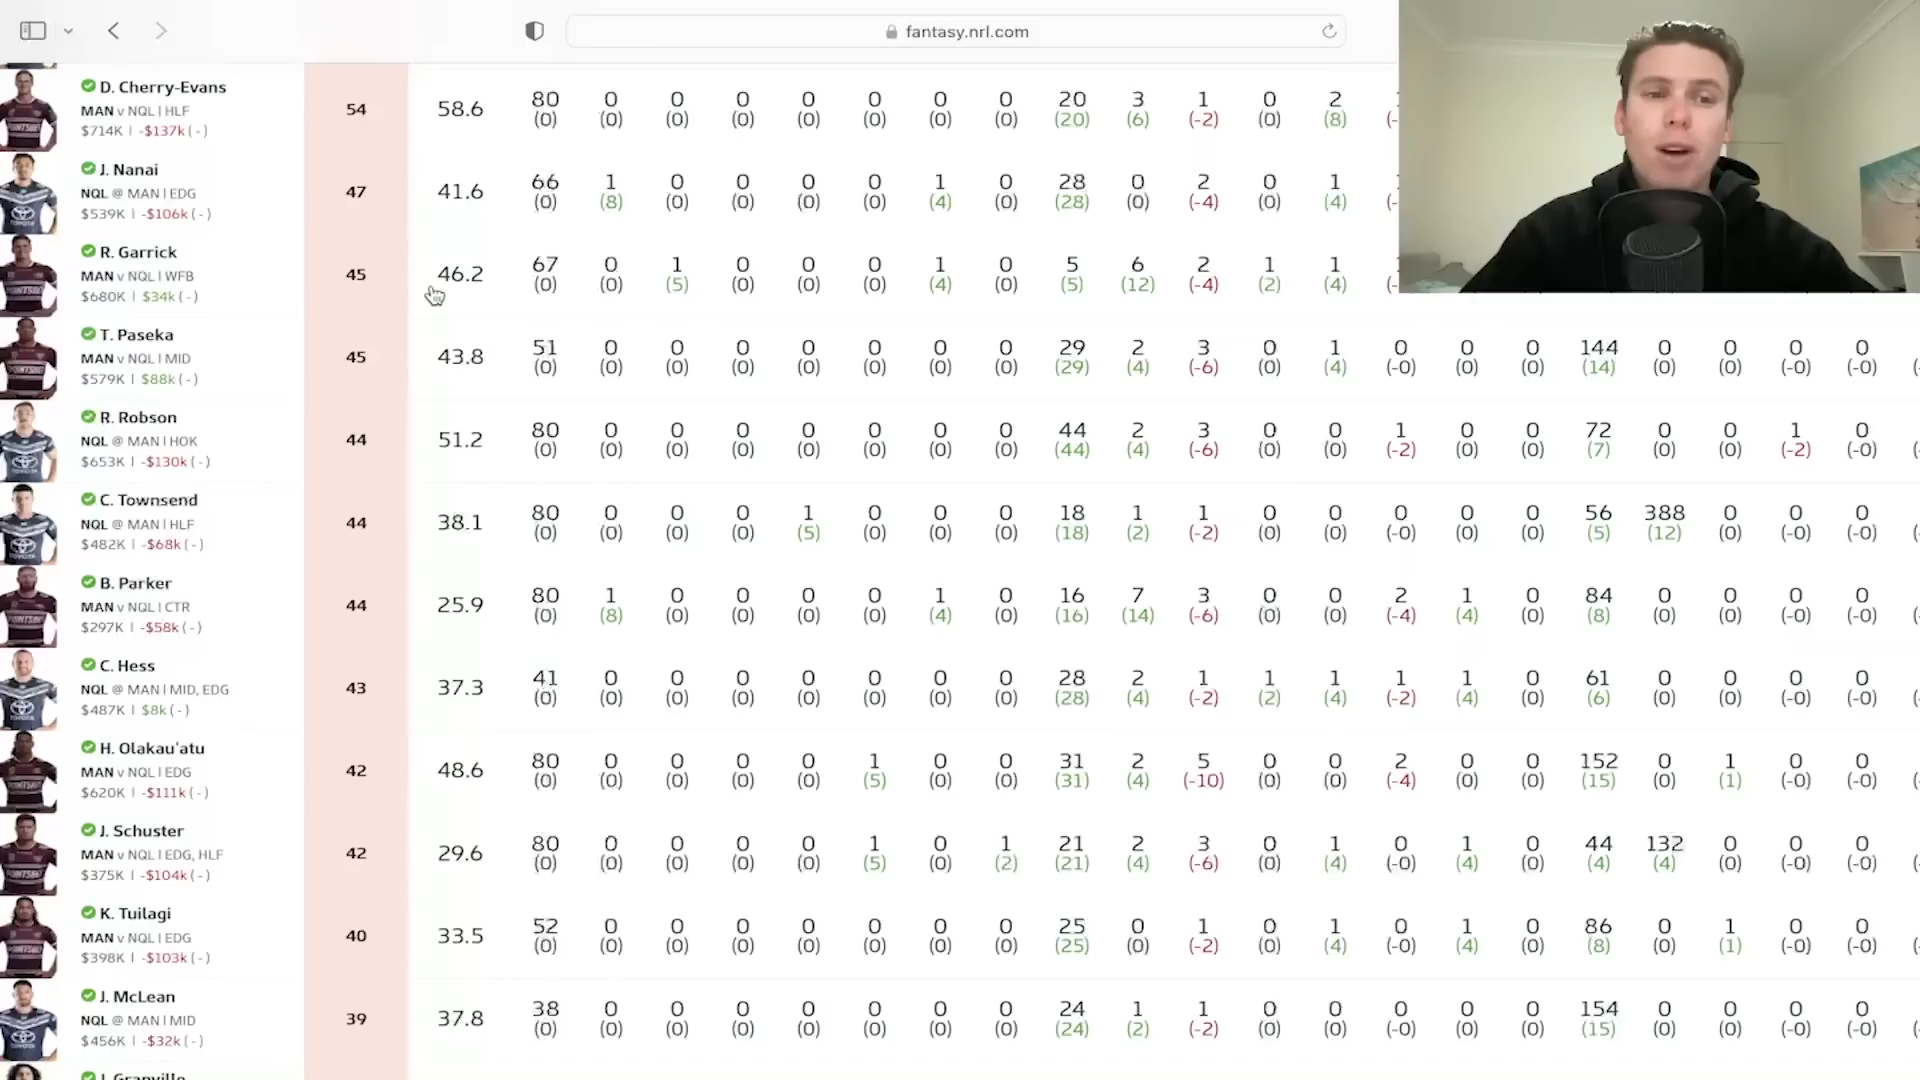 fantasy.nrl.com
D. Cherry-Evans
MAN v NQL | HLF
$714K | -$137k ( - )
54 58.6 80 0 0 0 0 0 0 0 20 3 1 0 2
(0) (0) (0) (0) (0) (0) (0) (0) (20) (6) (-2) (0) (8)
J. Nanai
NQL @ MAN | EDG
$539K | -$106k ( - )
47 41.6 66 1 0 0 0 0 1 0 28 0 2 0 1
(0) (8) (0) (0) (0) (0) (4) (0) (28) (0) (-4) (0) (4)
R. Garrick
MAN v NQL | WFB
$680K | $34k ( - )
45 46.2 67 0 1 0 0 0 1 0 5 6 2 1 1
(0) (0) (5) (0) (0) (0) (4) (0) (5) (12) (-4) (2) (4)
T. Paseka
MAN v NQL | MID
$579K | $88k ( - )
45 43.8 51 0 0 0 0 0 0 0 29 2 3 0 1 0 0 0 144 0 0 0 0
(0) (0) (0) (0) (0) (0) (0) (0) (29) (4) (-6) (0) (4) (-0) (0) (0) (14) (0) (0) (-0) (-0)
R. Robson
NQL @ MAN | HOK
$653K | -$130k ( - )
44 51.2 80 0 0 0 0 0 0 0 44 2 3 0 0 1 0 0 72 0 0 1 0
(0) (0) (0) (0) (0) (0) (0) (0) (44) (4) (-6) (0) (0) (-2) (0) (0) (7) (0) (0) (-2) (-0)
C. Townsend
NQL @ MAN | HLF
$482K | -$68k ( - )
44 38.1 80 0 0 0 1 0 0 0 18 1 1 0 0 0 0 0 56 388 0 0 0
(0) (0) (0) (0) (5) (0) (0) (0) (18) (2) (-2) (0) (0) (-0) (0) (0) (5) (12) (0) (-0) (-0)
B. Parker
MAN v NQL | CTR
$297K | -$58k ( - )
44 25.9 80 1 0 0 0 0 1 0 16 7 3 0 0 2 1 0 84 0 0 0 0
(0) (8) (0) (0) (0) (0) (4) (0) (16) (14) (-6) (0) (0) (-4) (4) (0) (8) (0) (0) (-0) (-0)
C. Hess
NQL @ MAN | MID, EDG
$487K | $8k ( - )
43 37.3 41 0 0 0 0 0 0 0 28 2 1 1 1 1 1 0 61 0 0 0 0
(0) (0) (0) (0) (0) (0) (0) (0) (28) (4) (-2) (2) (4) (-2) (4) (0) (6) (0) (0) (-0) (-0)
H. Olakau'atu
MAN v NQL | EDG
$620K | -$111k ( - )
42 48.6 80 0 0 0 0 1 0 0 31 2 5 0 0 2 0 0 152 0 1 0 0
(0) (0) (0) (0) (0) (5) (0) (0) (31) (4) (-10) (0) (0) (-4) (0) (0) (15) (0) (1) (-0) (-0)
J. Schuster
MAN v NQL | EDG, HLF
$375K | -$104k ( - )
42 29.6 80 0 0 0 0 1 0 1 21 2 3 0 1 0 1 0 44 132 0 0 0
(0) (0) (0) (0) (0) (5) (0) (2) (21) (4) (-6) (0) (4) (-0) (4) (0) (4) (4) (0) (-0) (-0)
K. Tuilagi
MAN v NQL | EDG
$398K | -$103k ( - )
40 33.5 52 0 0 0 0 0 0 0 25 0 1 0 1 0 1 0 86 0 1 0 0
(0) (0) (0) (0) (0) (0) (0) (0) (25) (0) (-2) (0) (4) (-0) (4) (0) (8) (0) (1) (-0) (-0)
J. McLean
NQL @ MAN | MID
$456K | -$32k ( - )
39 37.8 38 0 0 0 0 0 0 0 24 1 1 0 0 0 0 0 154 0 0 0 0
(0) (0) (0) (0) (0) (0) (0) (0) (24) (2) (-2) (0) (0) (-0) (0) (0) (15) (0) (0) (-0) (-0)
J. Granville